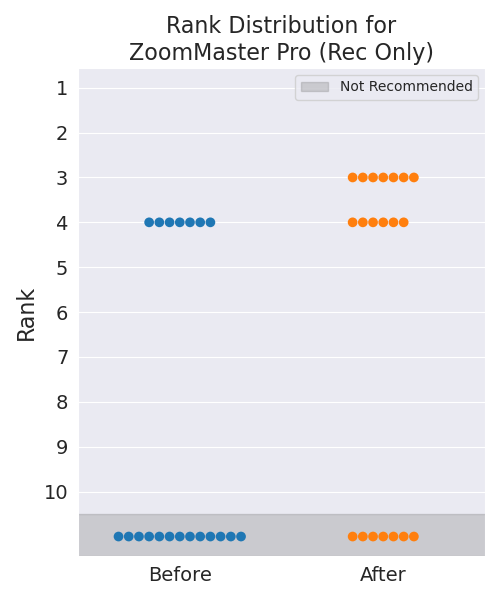 Rank Distribution for
ZoomMaster Pro (Rec Only)
Not Recommended
1
2
3
4
5
6
7
8
9
10
Rank
Before
After